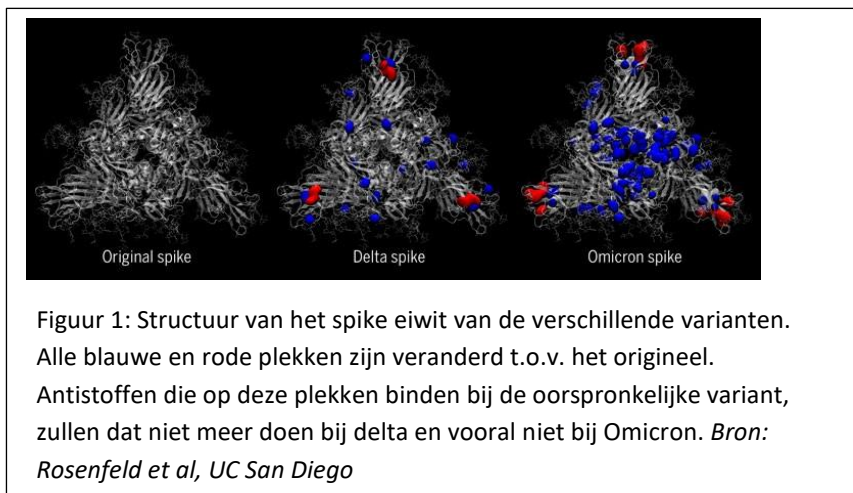 Original spike
Delta spike
Omicron spike
Figuur 1: Structuur van het spike eiwit van de verschillende varianten.
Alle blauwe en rode plekken zijn veranderd t.o.v. het origineel.
Antistoffen die op deze plekken binden bij de oorspronkelijke variant,
zullen dat niet meer doen bij delta en vooral niet bij Omicron. Bron:
Rosenfeld et al, UC San Diego